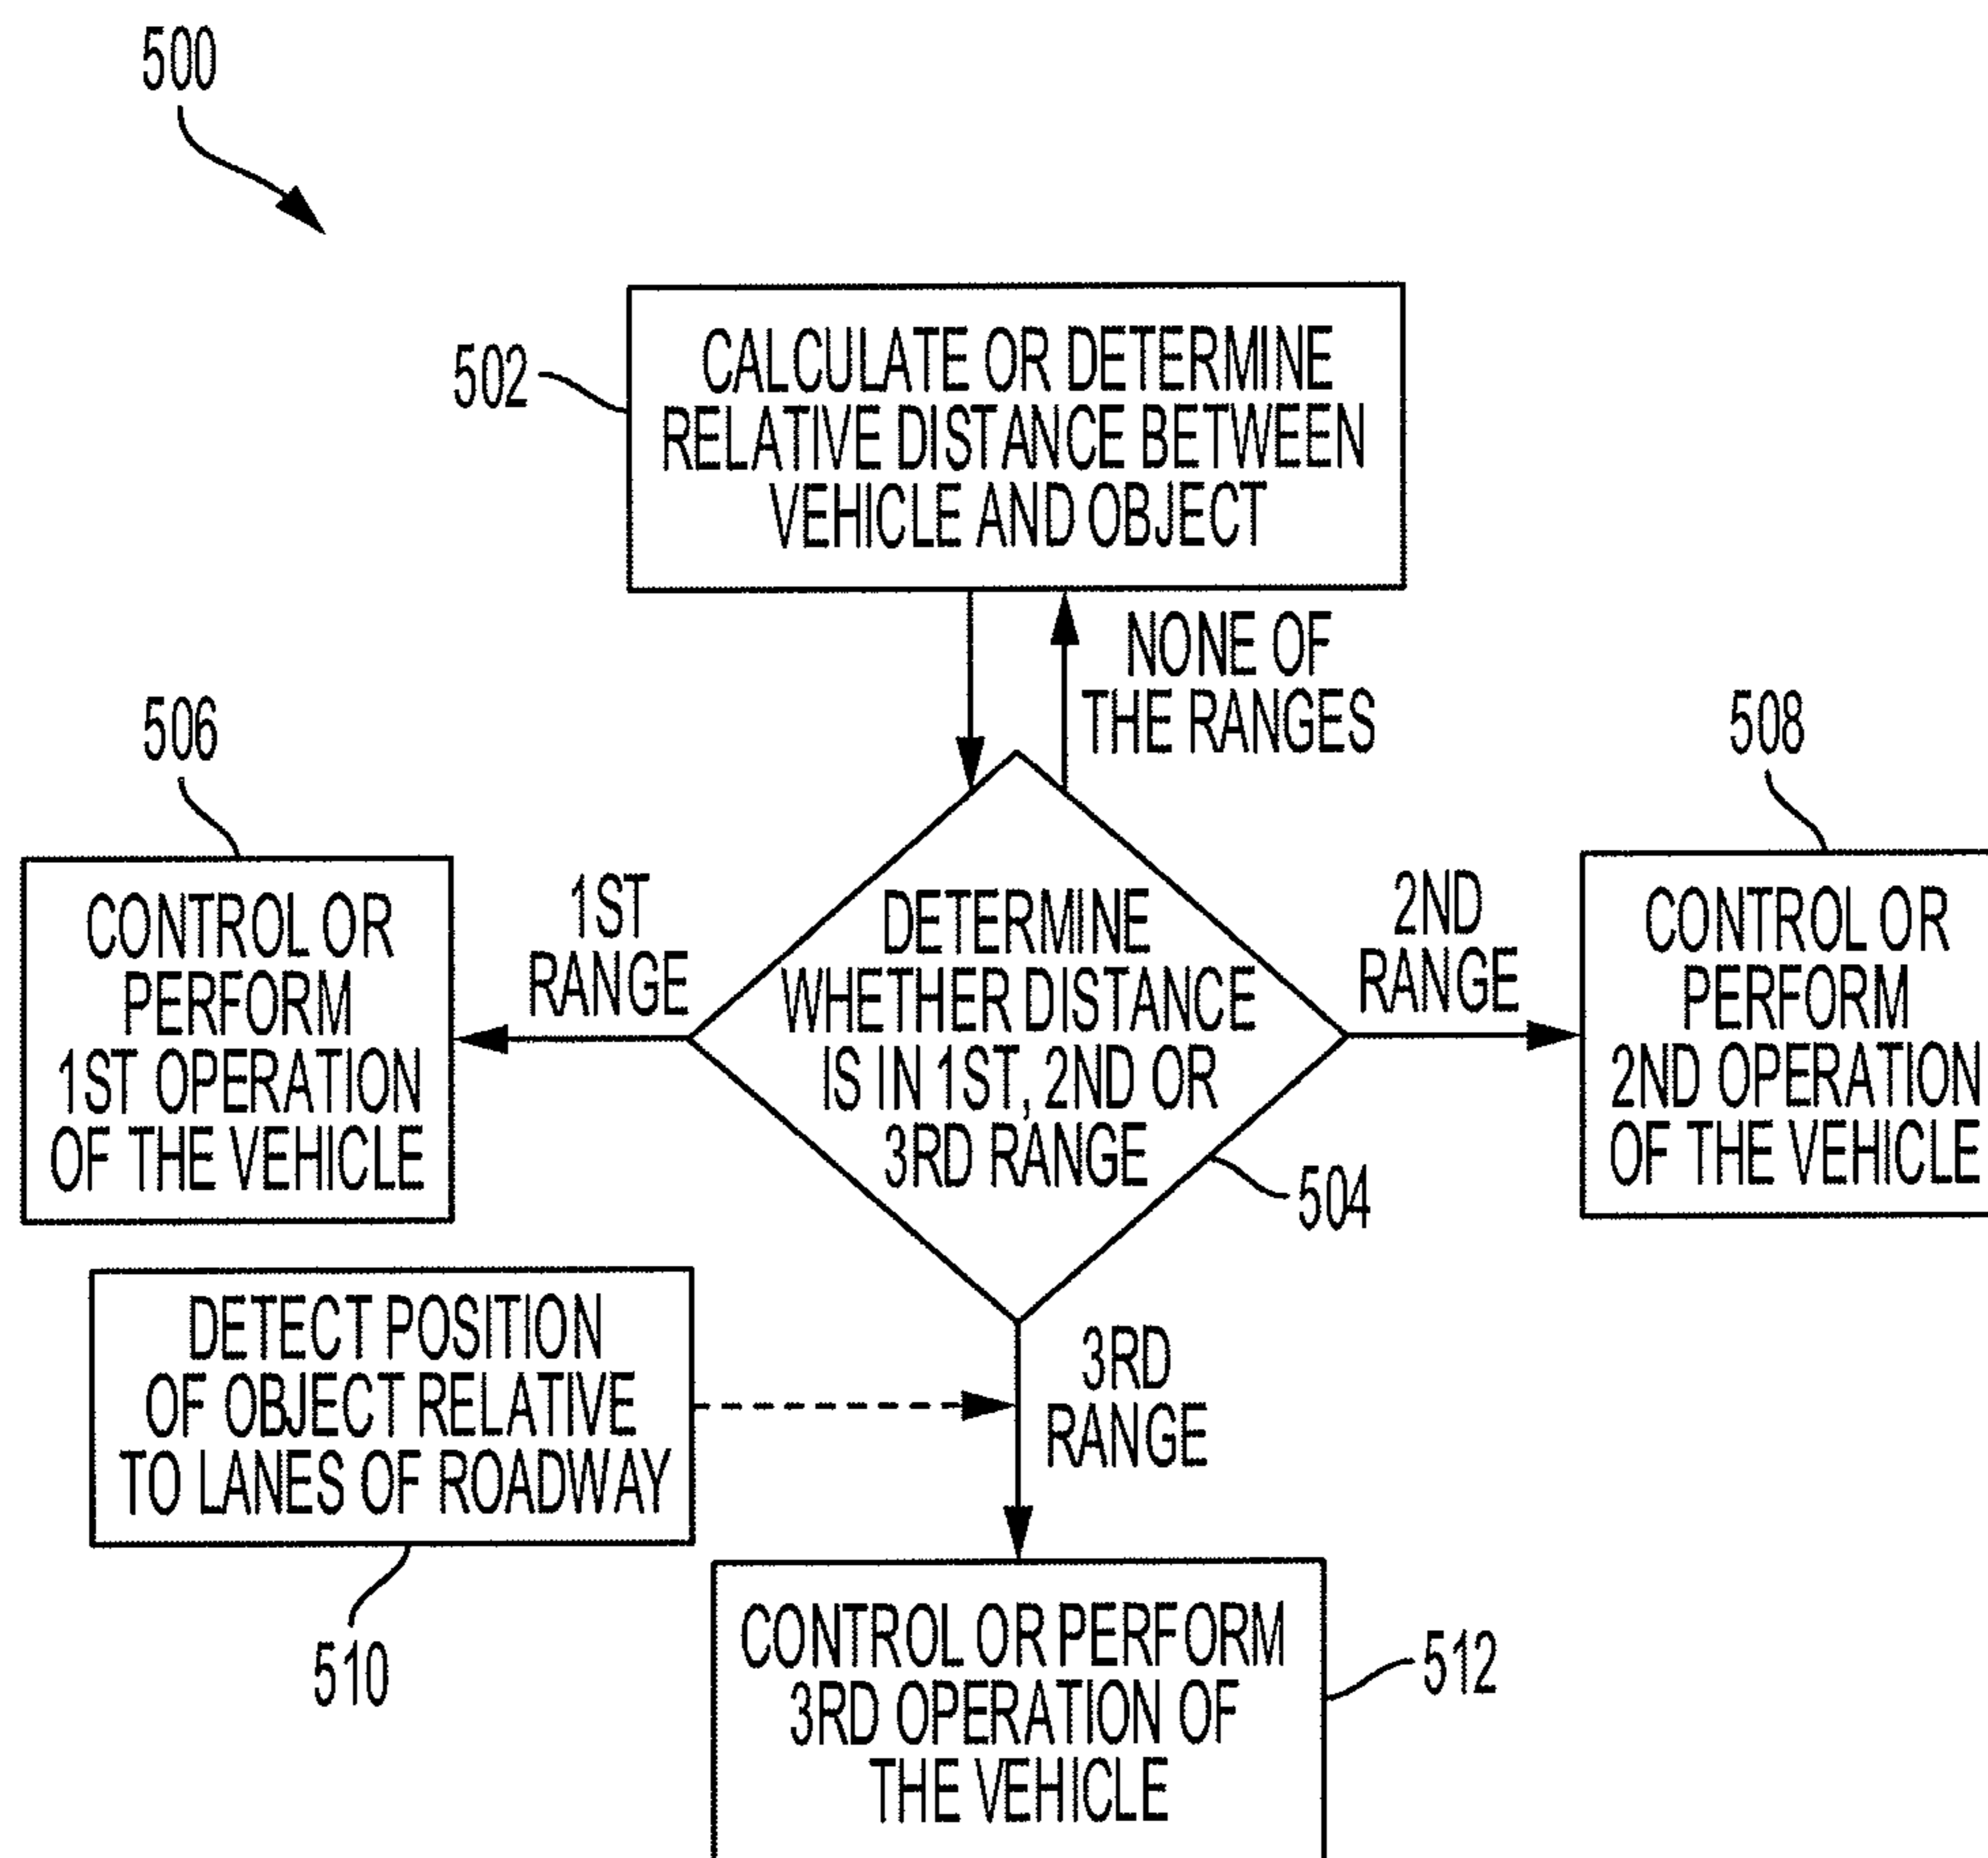 500
502
CALCULATE OR DETERMINE
RELATIVE DISTANCE BETWEEN
VEHICLE AND OBJECT
NONE OF
THE RANGES
506
508
CONTROL OR
PERFORM
1ST OPERATION
OF THE VEHICLE
1ST
RANGE
DETERMINE
WHETHER DISTANCE
IS IN 1ST, 2ND OR
3RD RANGE
504
2ND
RANGE
CONTROL OR
PERFORM
2ND OPERATION
OF THE VEHICLE
DETECT POSITION
OF OBJECT RELATIVE
TO LANES OF ROADWAY
510
3RD
RANGE
CONTROL OR PERFORM
3RD OPERATION OF
THE VEHICLE
512